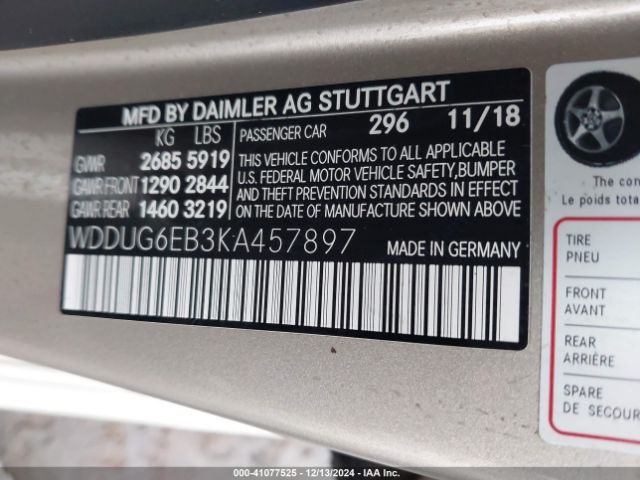 MFD BY DAIMLER AG STUTTGART
KG LBS
GVWR 2685 5919
GAWR FRONT 1290 2844
GAWR REAR 1460 3219
PASSENGER CAR 296 11/18
THIS VEHICLE CONFORMS TO ALL APPLICABLE
U.S. FEDERAL MOTOR VEHICLE SAFETY,BUMPER
AND THEFT PREVENTION STANDARDS IN EFFECT
ON THE DATE OF MANUFACTURE SHOWN ABOVE
WDDUG6EB3KA457897
MADE IN GERMANY
The con
Le poids total
TIRE
PNEU
FRONT
AVANT
REAR
ARRIÈRE
SPARE
DE SECOUR
000-41077525 - 12/13/2024 - IAA Inc.